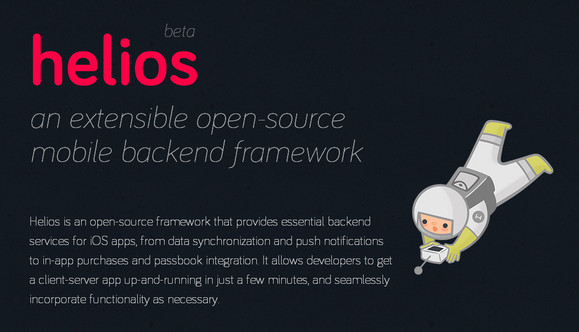 beta
helios
an extensible open-source
mobile backend framework
Helios is an open-source framework that provides essential backend
services for iOS apps, from data synchronization and push notifications
to in-app purchases and passbook integration. It allows developers to get
a client-server app up-and-running in just a few minutes, and seamlessly
incorporate functionality as necessary.